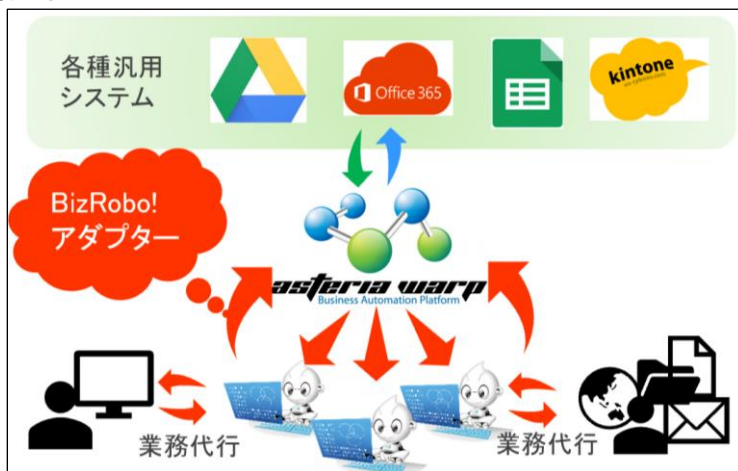 各種汎用
システム
Office 365
kintone
BizRobo!
アダプター
asteria warp
Business Automation Platform
業務代行
業務代行